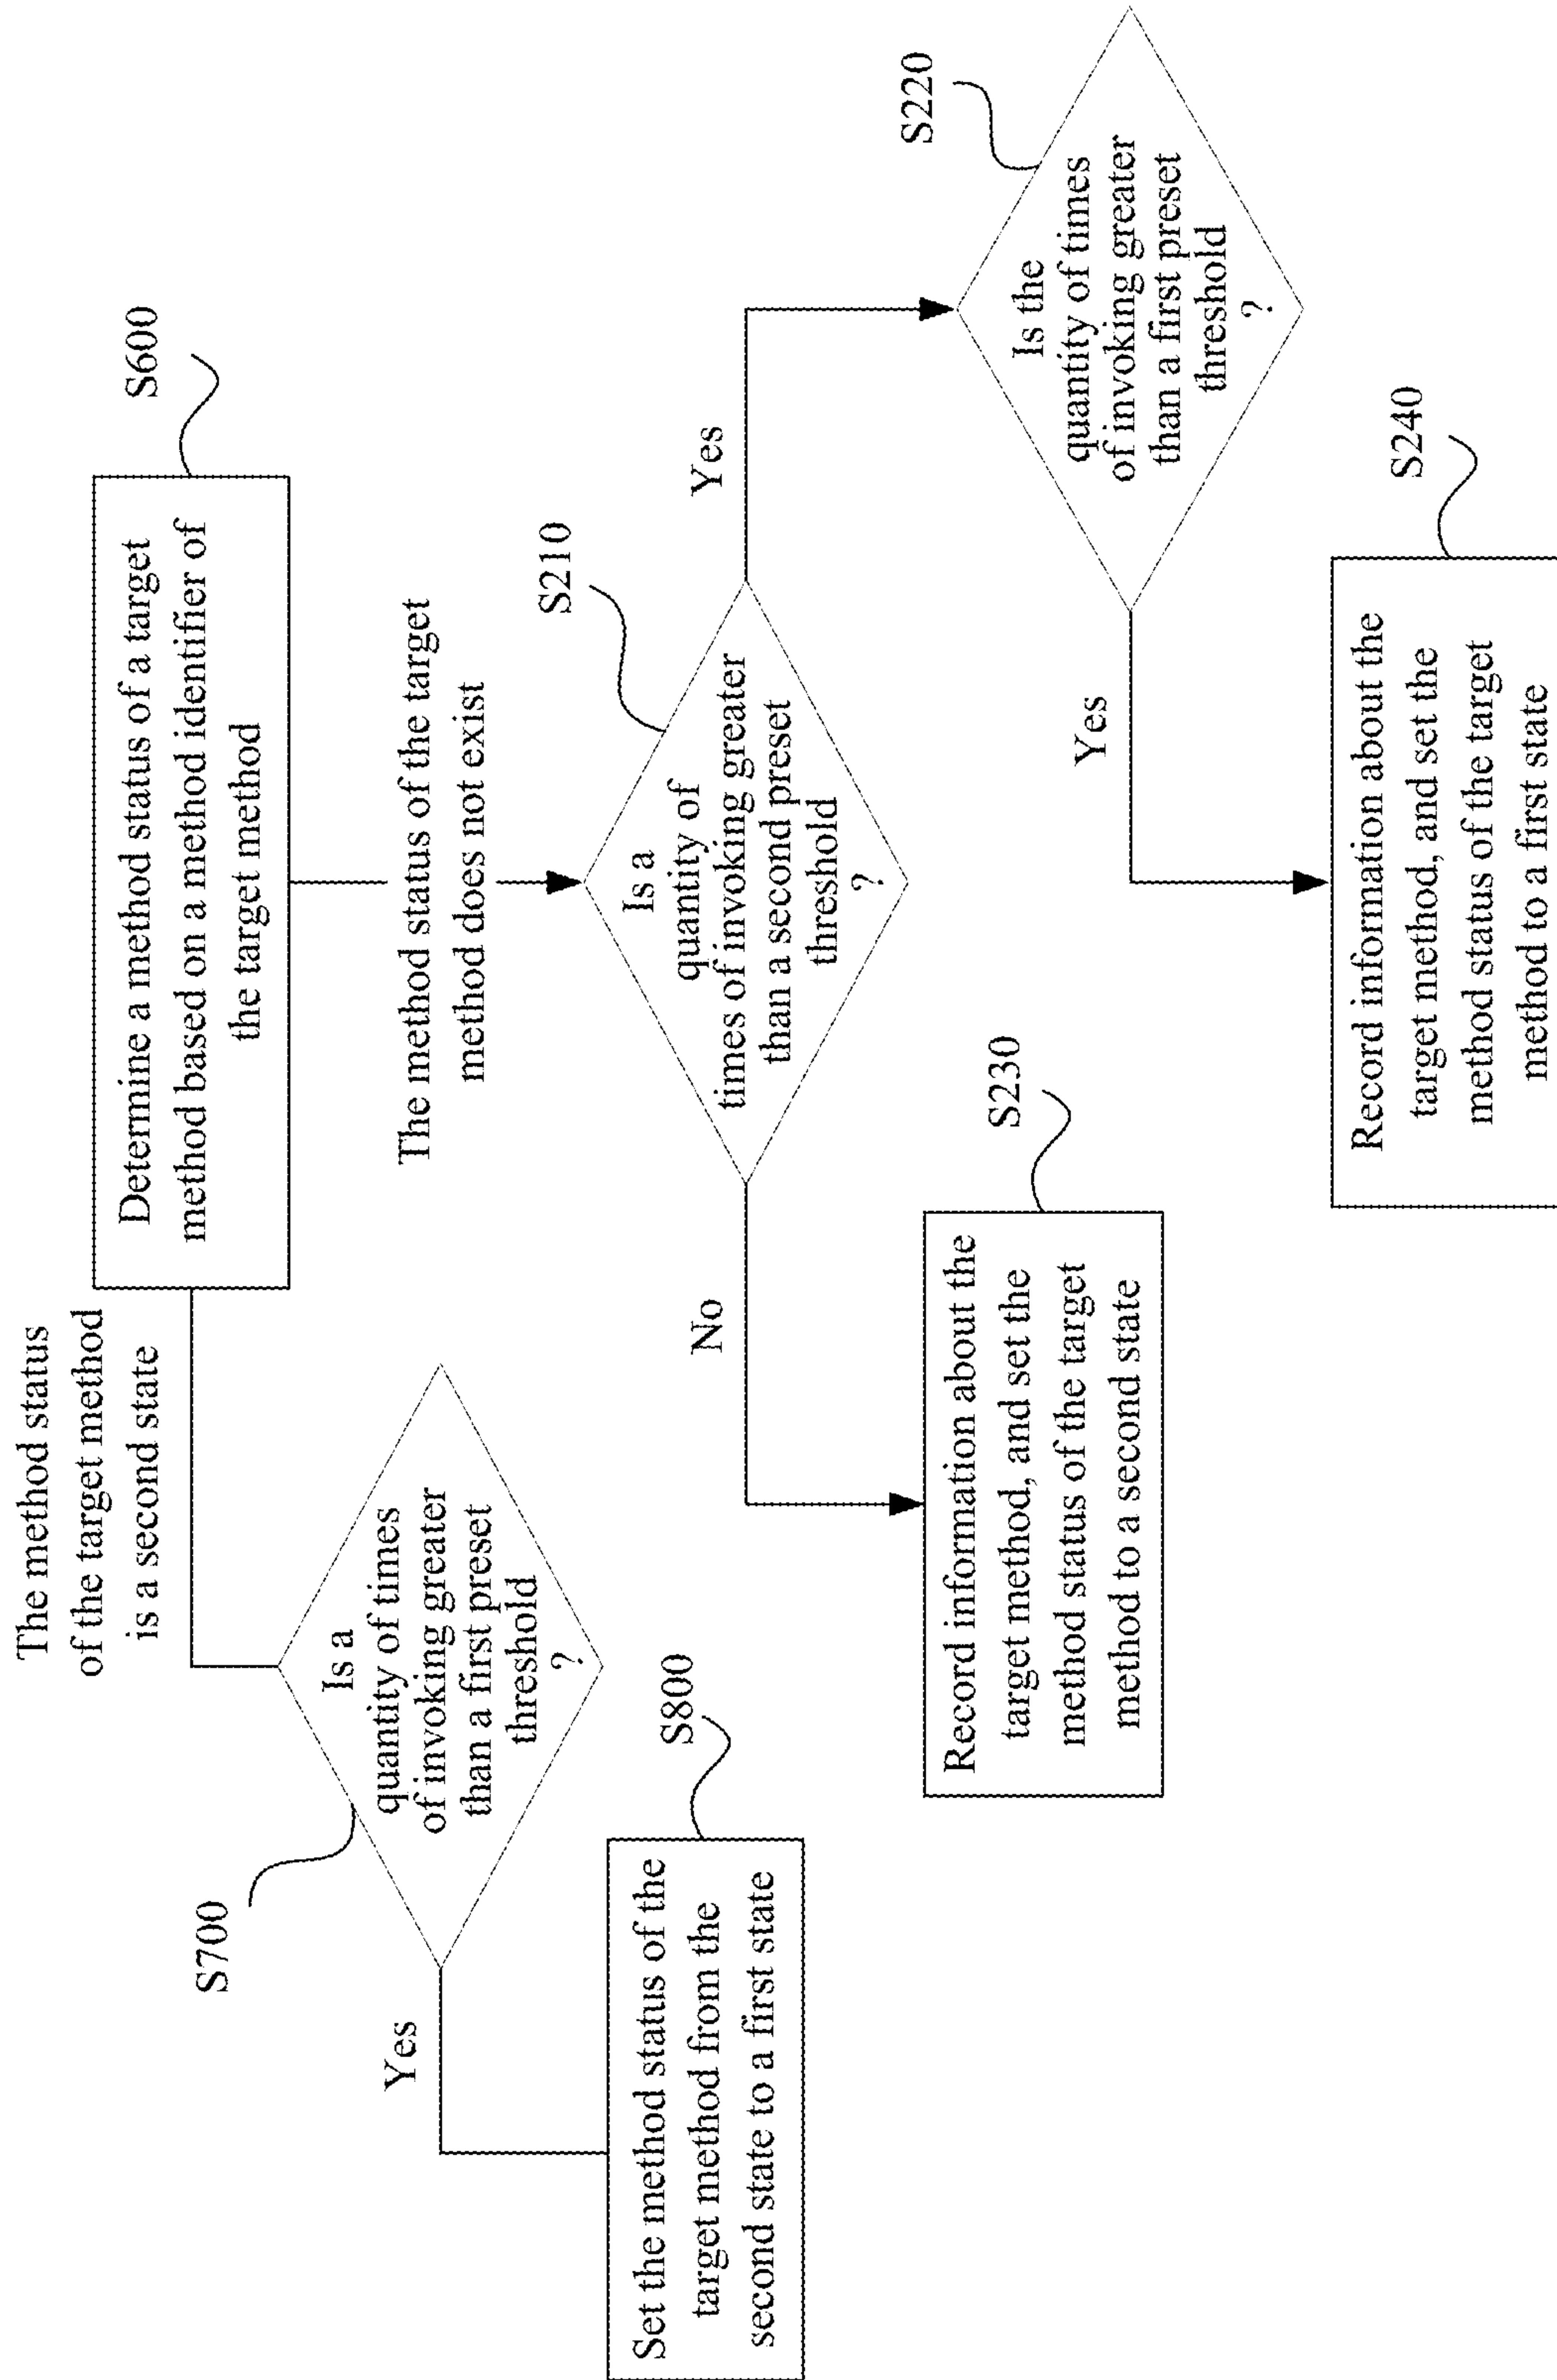 S600
Determine a method status of a target
method based on a method identifier of
the target method
The method status
of the target method
is a second state
The method status of the target
method does not exist
S700
Is a
quantity of times
of invoking greater
than a first preset
threshold
?
Yes
S800
Set the method status of the
target method from the
second state to a first state
S210
Is a
quantity of
times of invoking greater
than a second preset
threshold
?
No
Yes
S230
Record information about the
target method, and set the
method status of the target
method to a second state
S220
Is the
quantity of times
of invoking greater
than a first preset
threshold
?
Yes
S240
Record information about the
target method, and set the
method status of the target
method to a first state